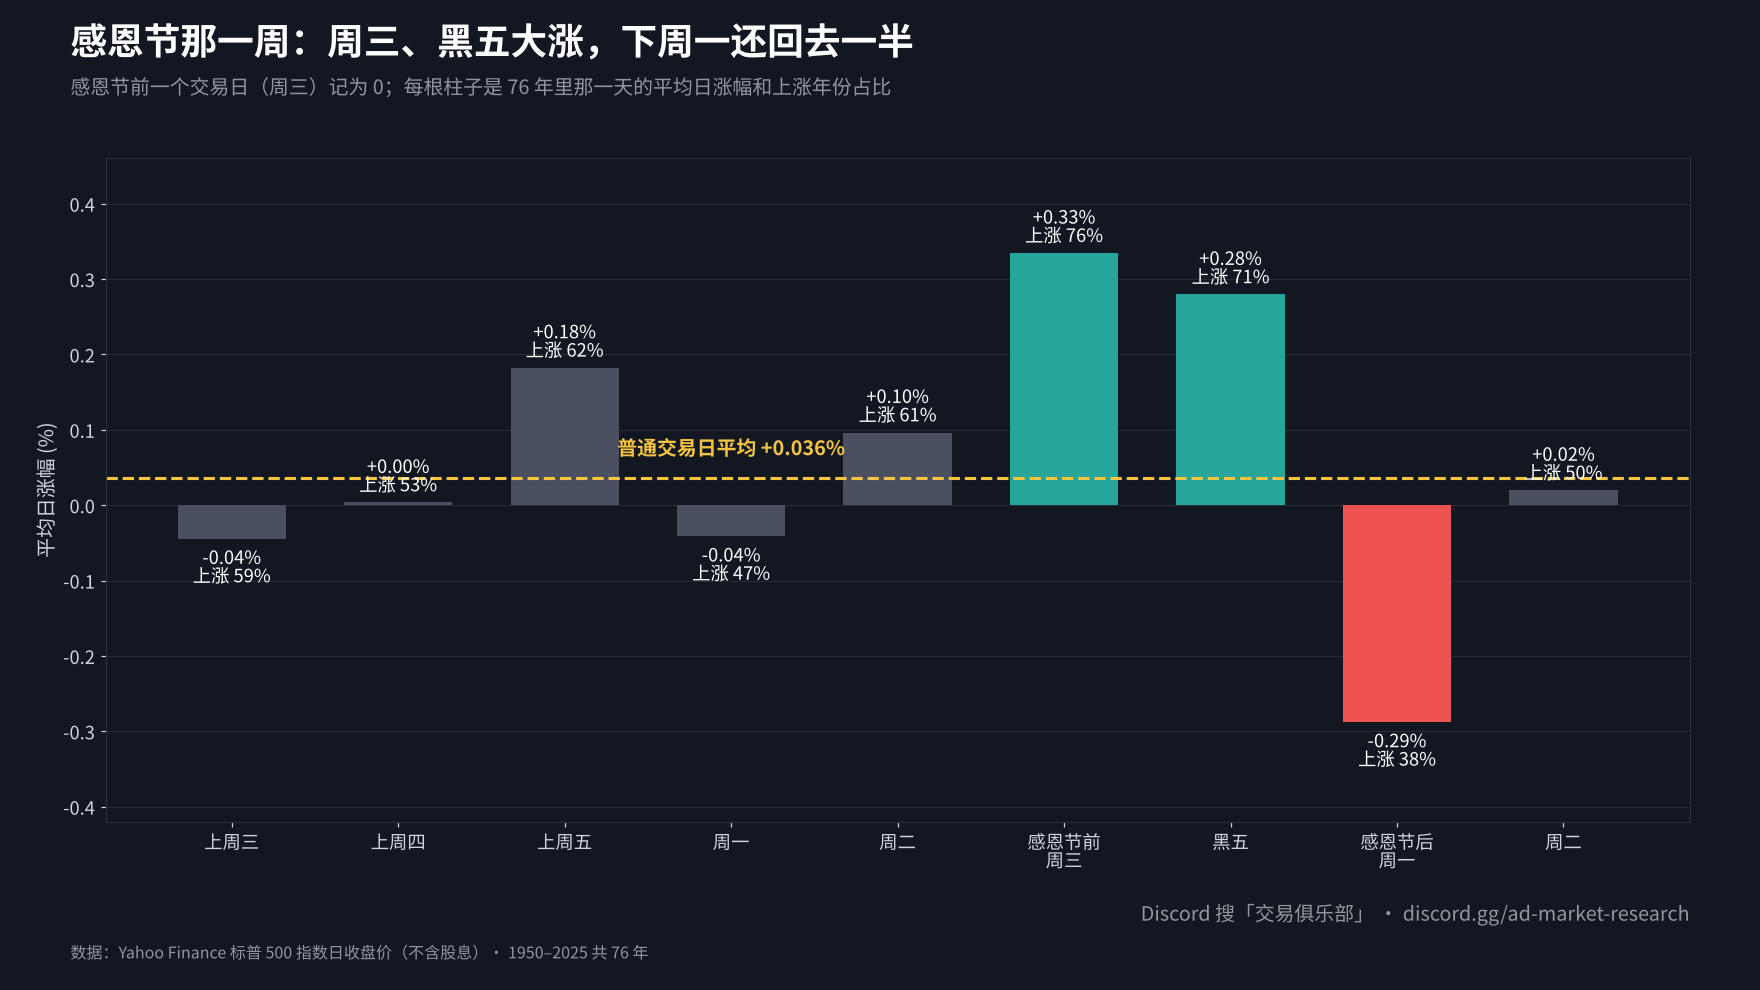 感恩节那一周：周三、黑五大涨，下周一还回去一半
感恩节前一个交易日（周三）记为 0；每根柱子是 76 年里那一天的平均日涨幅和上涨年份占比
平均日涨幅 (%)
0.4
0.3
0.2
0.1
0.0
-0.1
-0.2
-0.3
-0.4
-0.04%
上涨 59%
+0.00%
上涨 53%
+0.18%
上涨 62%
-0.04%
上涨 47%
+0.10%
上涨 61%
+0.33%
上涨 76%
+0.28%
上涨 71%
-0.29%
上涨 38%
+0.02%
上涨 50%
普通交易日平均 +0.036%
上周三
上周四
上周五
周一
周二
感恩节前
周三
黑五
感恩节后
周一
周二
Discord 搜「交易俱乐部」 · discord.gg/ad-market-research
数据：Yahoo Finance 标普 500 指数日收盘价（不含股息） · 1950–2025 共 76 年